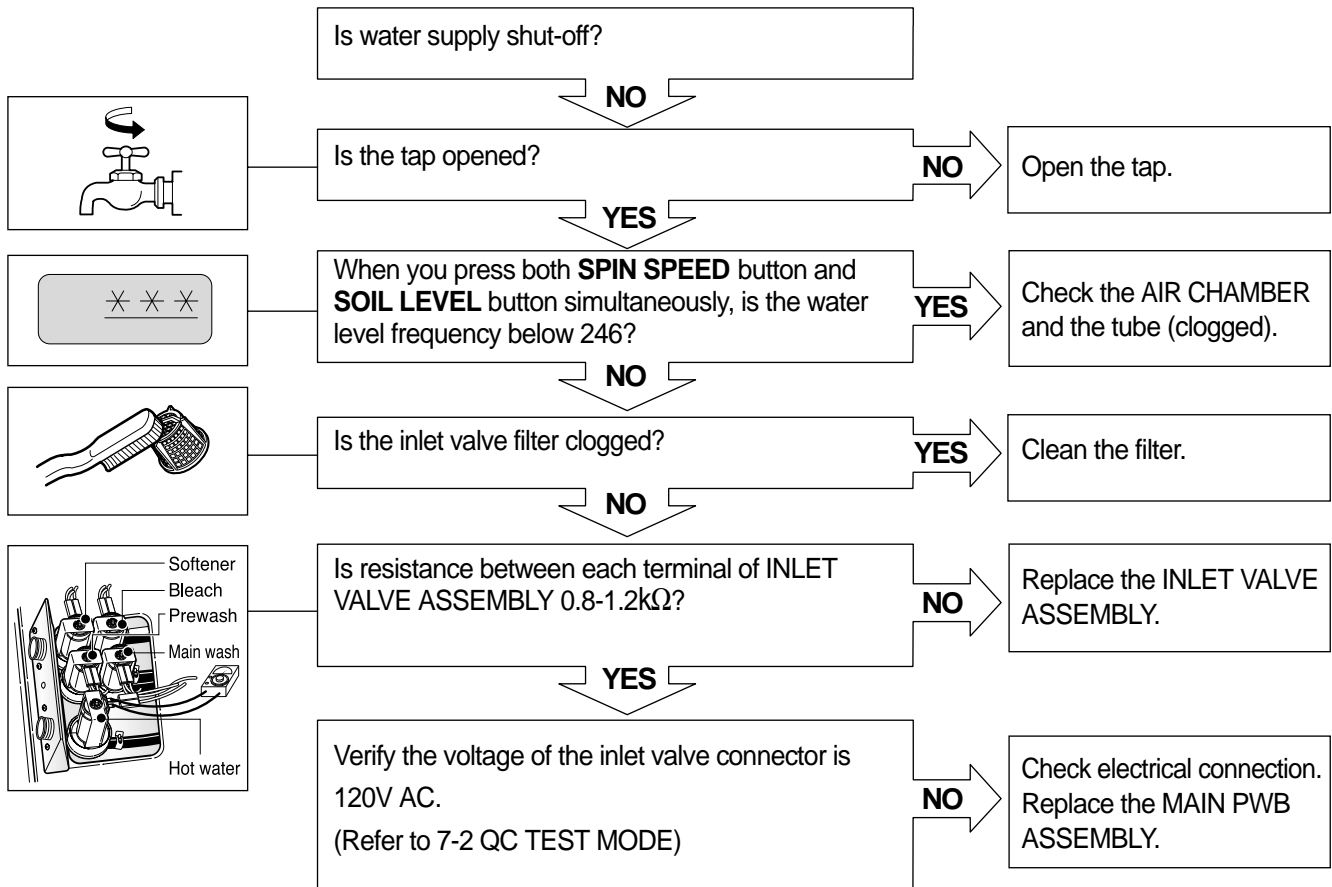 Is water supply shut-off?
NO
Is the tap opened?
NO
Open the tap.
YES
When you press both SPIN SPEED button and
SOIL LEVEL button simultaneously, is the water
level frequency below 246?
YES
Check the AIR CHAMBER
and the tube (clogged).
NO
Is the inlet valve filter clogged?
YES
Clean the filter.
NO
Softener
Bleach
Prewash
Main wash
Hot water
Is resistance between each terminal of INLET
VALVE ASSEMBLY 0.8-1.2kΩ?
NO
Replace the INLET VALVE
ASSEMBLY.
YES
Verify the voltage of the inlet valve connector is
120V AC.
(Refer to 7-2 QC TEST MODE)
NO
Check electrical connection.
Replace the MAIN PWB
ASSEMBLY.